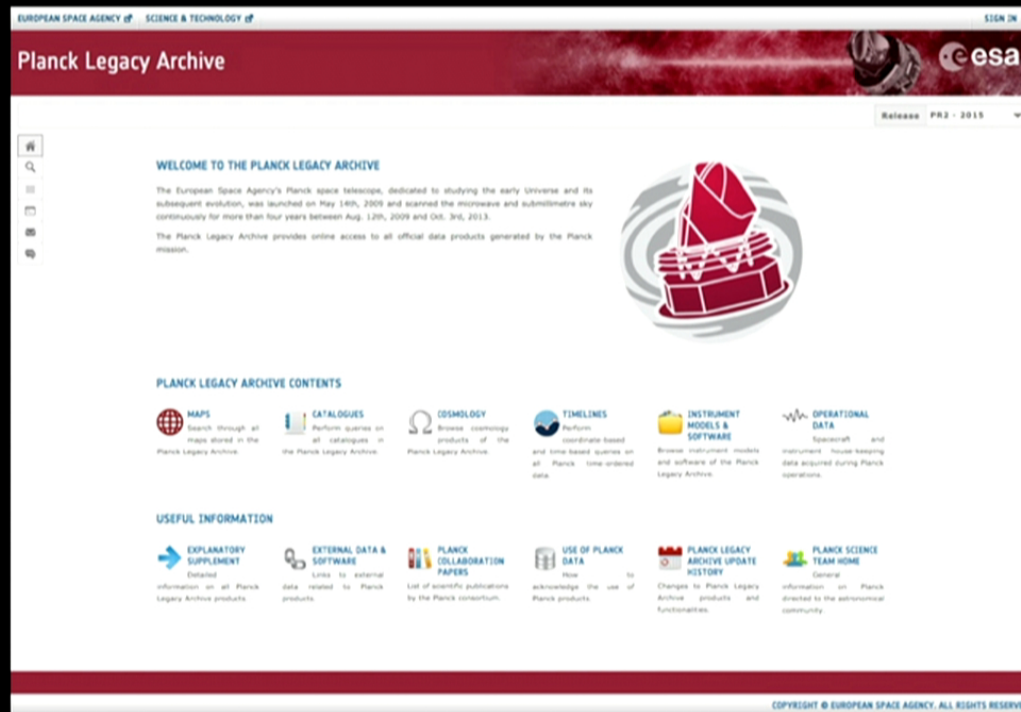 EUROPEAN SPACE AGENCY SCIENCE & TECHNOLOGY SIGN IN
Planck Legacy Archive
esa
Release PR2 - 2015
WELCOME TO THE PLANCK LEGACY ARCHIVE
The European Space Agency's Planck space telescope, dedicated to studying the early Universe and its
subsequent evolution, was launched on May 14th, 2009 and scanned the microwave and submillimetre sky
continuously for more than four years between Aug. 12th, 2009 and Oct. 3rd, 2013.
The Planck Legacy Archive provides online access to all official data products generated by the Planck
mission.
PLANCK LEGACY ARCHIVE CONTENTS
MAPS
Search through all
maps stored in the
Planck Legacy Archive.
CATALOGUES
Perform queries on
all catalogues in
the Planck Legacy Archive.
COSMOLOGY
Browse cosmology
products of the
Planck Legacy Archive.
TIMELINES
Perform
coordinate-based
and time-based queries on
all Planck time-ordered
data.
INSTRUMENT
MODELS &
SOFTWARE
Browse instrument models
and software of the Planck
Legacy Archive.
OPERATIONAL
DATA
Spacecraft and
instrument house-keeping
data acquired during Planck
operations.
USEFUL INFORMATION
EXPLANATORY
SUPPLEMENT
Detailed
information on all Planck
Legacy Archive products.
EXTERNAL DATA &
SOFTWARE
Links to external
data related to Planck
products.
PLANCK
COLLABORATION
PAPERS
List of scientific publications
by the Planck consortium.
USE OF PLANCK
DATA
How to
acknowledge the use of
Planck products.
PLANCK LEGACY
ARCHIVE UPDATE
HISTORY
Changes to Planck Legacy
Archive products and
functionalities.
PLANCK SCIENCE
TEAM HOME
General
information on Planck
directed to the astronomical
community.
COPYRIGHT © EUROPEAN SPACE AGENCY. ALL RIGHTS RESERVE